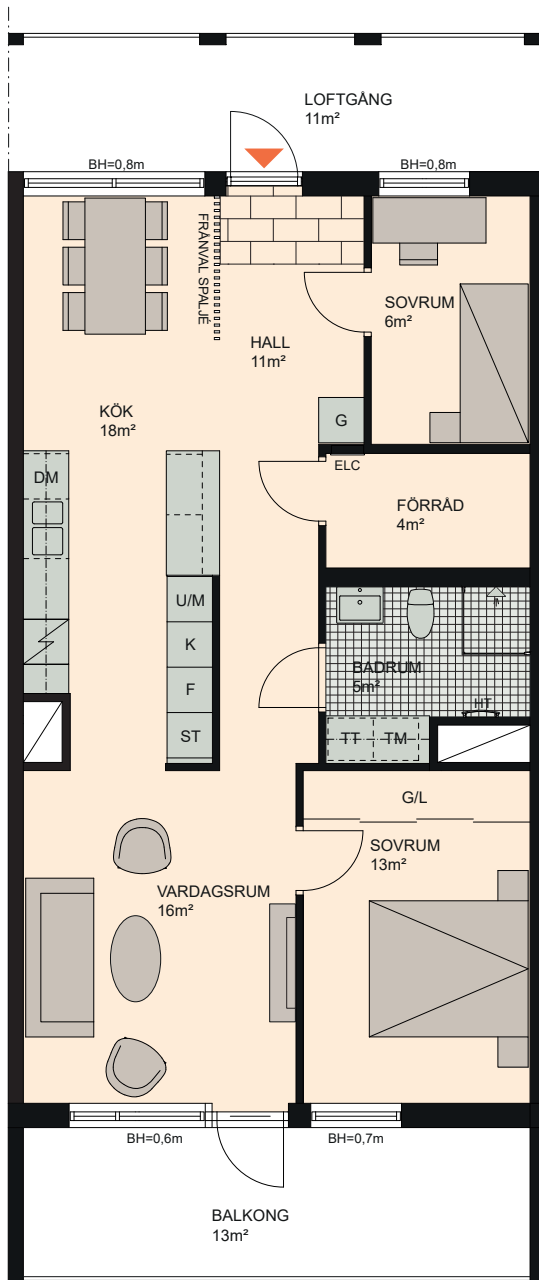 LOFTGÅNG
11m²
BH=0,8m
BH=0,8m
FRÅNVAL SPALJÉ
SOVRUM
6m²
HALL
11m²
KÖK
18m²
G
ELC
DM
FÖRRÅD
4m²
U/M
K
F
ST
BADRUM
5m²
HT
TT
TM
G/L
SOVRUM
13m²
VARDAGSRUM
16m²
BH=0,6m
BH=0,7m
BALKONG
13m²